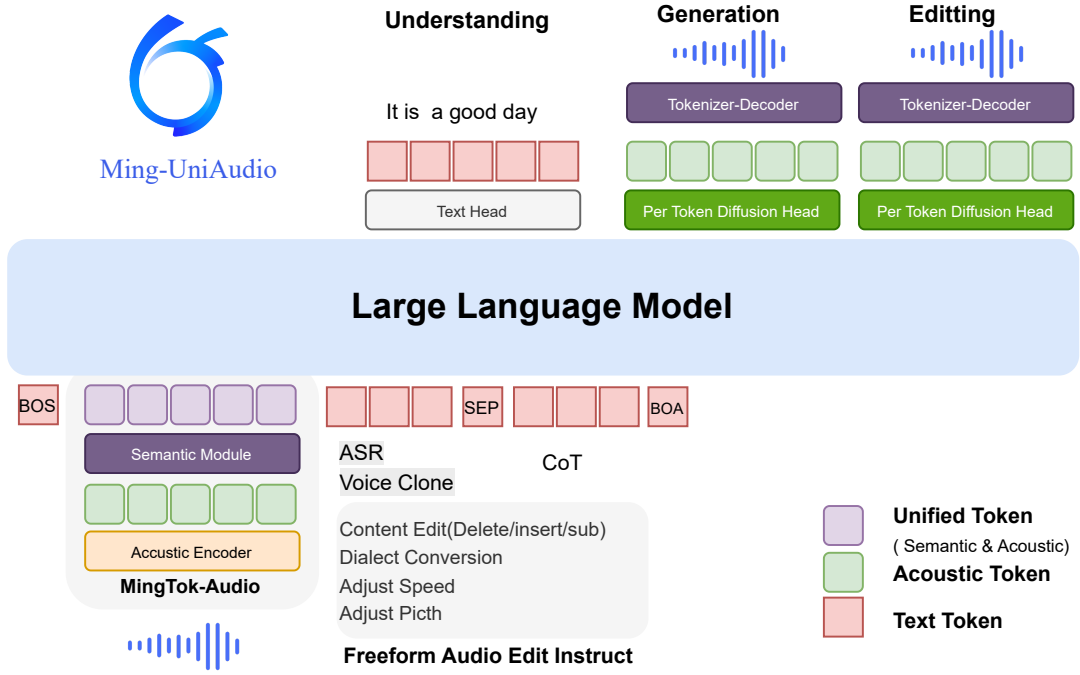 Understanding
Generation
Editting
Tokenizer-Decoder
Tokenizer-Decoder
It is a good day
Ming-UniAudio
Text Head
Per Token Diffusion Head
Per Token Diffusion Head
Large Language Model
BOS
SEP
BOA
Semantic Module
ASR
Voice Clone
CoT
Accustic Encoder
MingTok-Audio
Content Edit(Delete/insert/sub)
Dialect Conversion
Adjust Speed
Adjust Picth
Freeform Audio Edit Instruct
Unified Token
( Semantic & Acoustic)
Acoustic Token
Text Token